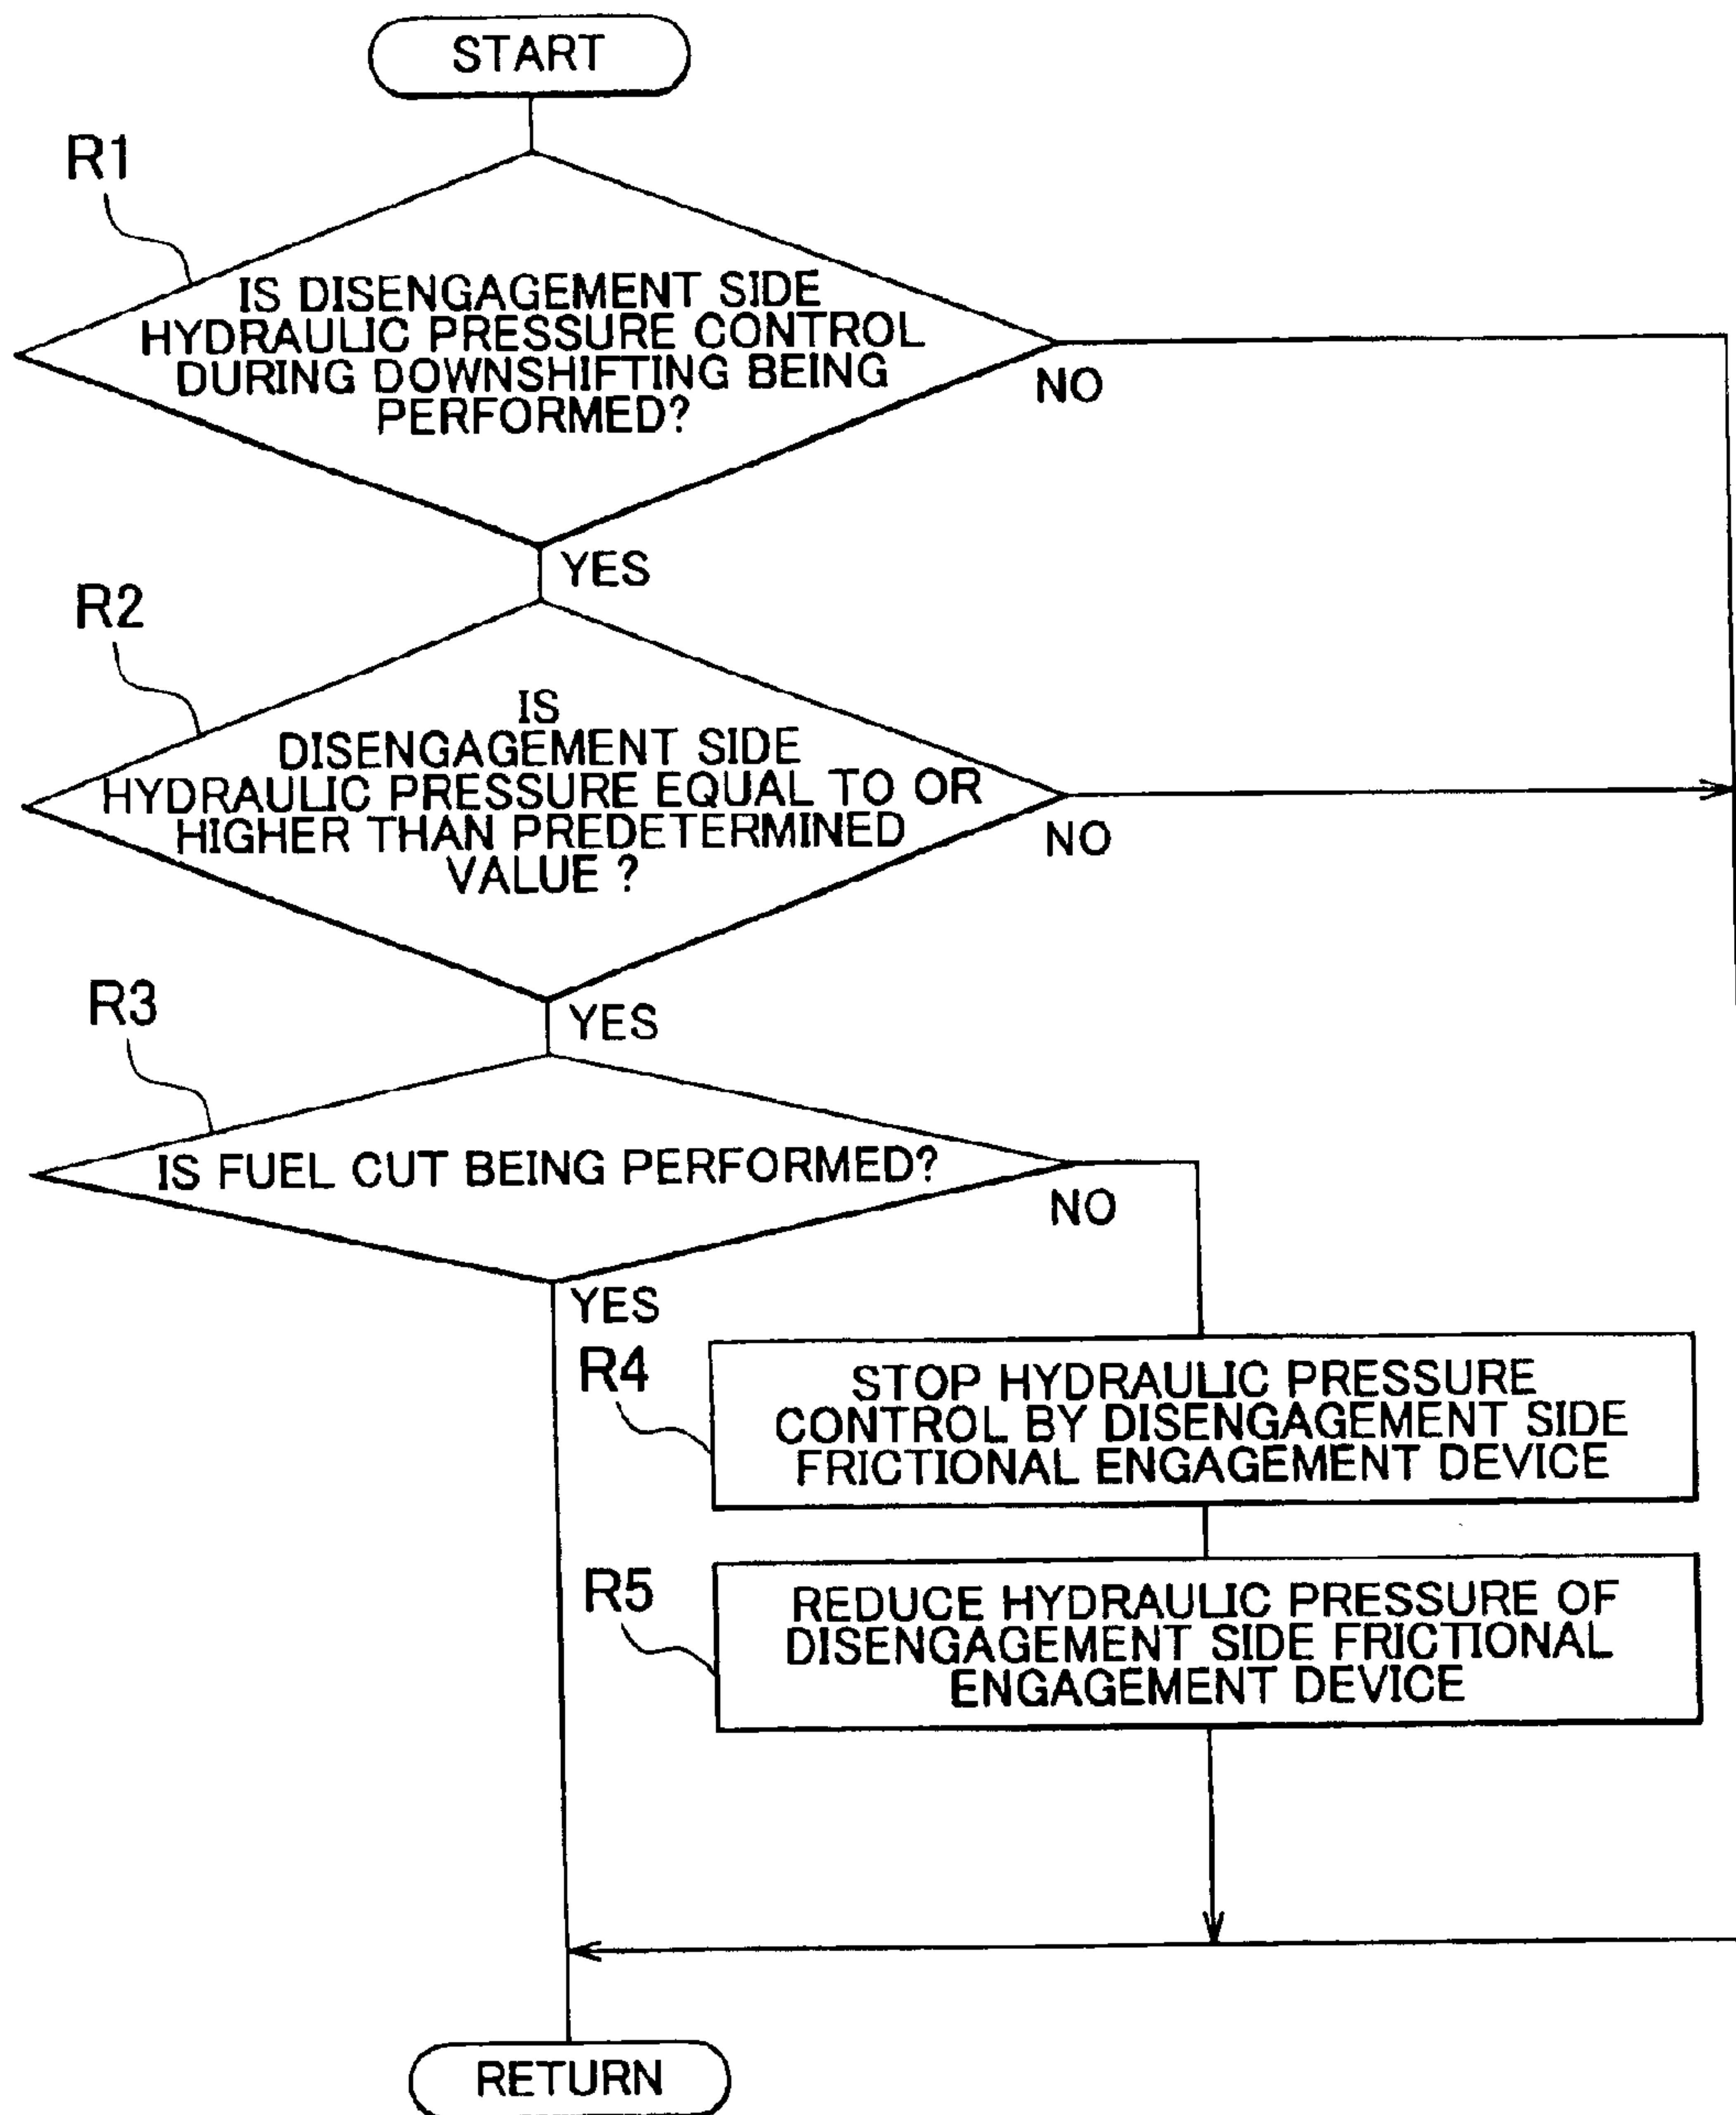 START
R1
IS DISENGAGEMENT SIDE
HYDRAULIC PRESSURE CONTROL
DURING DOWNSHIFTING BEING
PERFORMED?
NO
YES
R2
IS
DISENGAGEMENT SIDE
HYDRAULIC PRESSURE EQUAL TO OR
HIGHER THAN PREDETERMINED
VALUE ?
NO
YES
R3
IS FUEL CUT BEING PERFORMED?
NO
YES
R4
STOP HYDRAULIC PRESSURE
CONTROL BY DISENGAGEMENT SIDE
FRICTIONAL ENGAGEMENT DEVICE
R5
REDUCE HYDRAULIC PRESSURE OF
DISENGAGEMENT SIDE FRICTIONAL
ENGAGEMENT DEVICE
RETURN